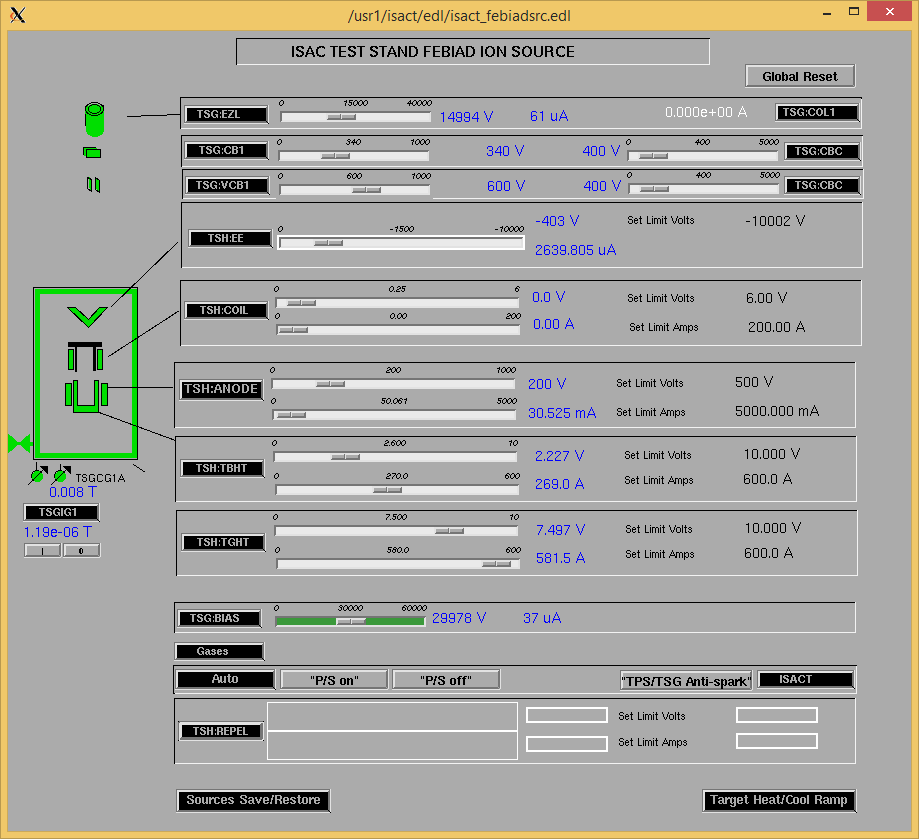 /usr1/isact/edl/isact_febiadsrc.edl
ISAC TEST STAND FEBIAD ION SOURCE
Global Reset
TSG:EZL 0 15000 40000 14994 V 61 uA 0.000e+00 A TSG:COL1
TSG:CB1 0 340 1000 340 V 400 V 0 400 5000 TSG:CBC
TSG:VCB1 0 600 1000 600 V 400 V 0 400 5000 TSG:CBC
TSH:EE 0 -1500 -10000 -403 V Set Limit Volts -10002 V
2639.805 uA
TSH:COIL 0 0.25 6 0.0 V Set Limit Volts 6.00 V
0 0.00 200 0.00 A Set Limit Amps 200.00 A
TSH:ANODE 0 200 1000 200 V Set Limit Volts 500 V
0 50.061 5000 30.525 mA Set Limit Amps 5000.000 mA
TSH:TBHT 0 2.600 10 2.227 V Set Limit Volts 10.000 V
0 270.0 600 269.0 A Set Limit Amps 600.0 A
TSGCG1A
0.008 T
TSGIG1
1.19e-06 T
I 0
TSH:TGHT 0 7.500 10 7.497 V Set Limit Volts 10.000 V
0 580.0 600 581.5 A Set Limit Amps 600.0 A
TSG:BIAS 0 30000 60000 29978 V 37 uA
Gases
Auto "P/S on" "P/S off" "TPS/TSG Anti-spark" ISACT
TSH:REPEL Set Limit Volts
Set Limit Amps
Sources Save/Restore Target Heat/Cool Ramp